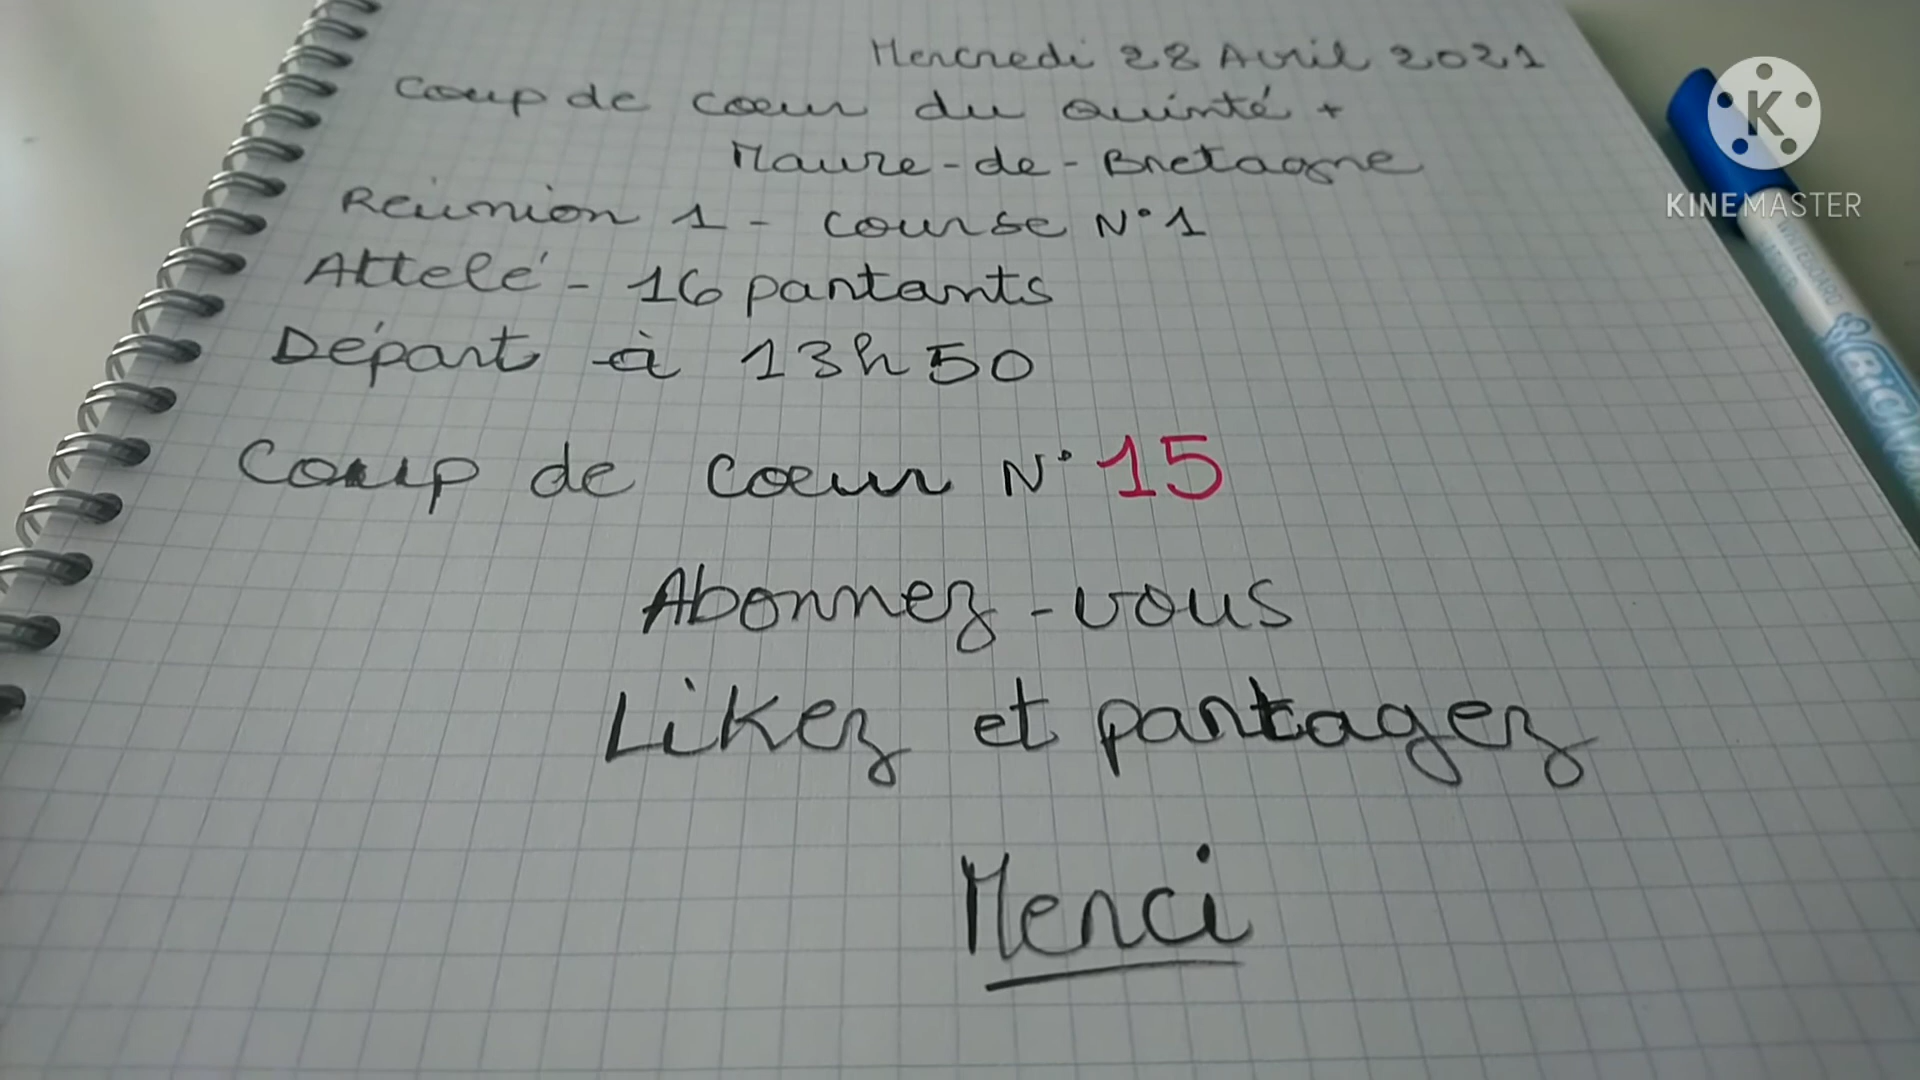 Mercredi 28 Avril 2021
Coup de coeur du Quinté +
Maure-de-Bretagne
Réunion 1 - course N°1
Attelé - 16 partants
Départ à 13h50
Coup de coeur N° 15
Abonnez-vous
Likez et partagez
Merci
K
KINEMASTER
BIC